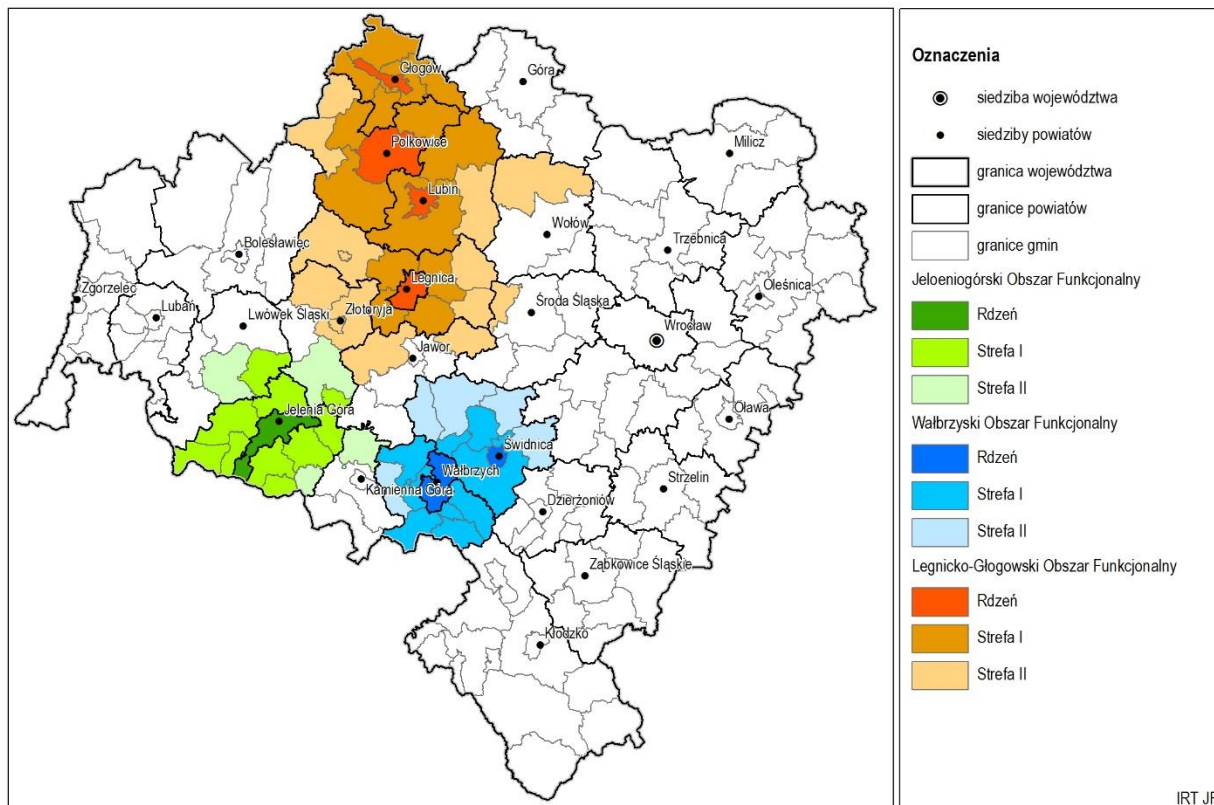 Głogów
Góra
Polkowice
Milicz
Lubin
Wołów
Trzebnica
Bolesławiec
Legnica
Oleśnica
Zgorzelec
Lubań
Lwówek Śląski
Złotoryja
Środa Śląska
Wrocław
Jawor
Jelenia Góra
Oława
Świdnica
Wałbrzych
Kamienna Góra
Strzelin
Dzierżoniów
Ząbkowice Śląskie
Kłodzko
Oznaczenia
siedziba województwa
siedziby powiatów
granica województwa
granice powiatów
granice gmin
Jeloeniogórski Obszar Funkcjonalny
Rdzeń
Strefa I
Strefa II
Wałbrzyski Obszar Funkcjonalny
Rdzeń
Strefa I
Strefa II
Legnicko-Głogowski Obszar Funkcjonalny
Rdzeń
Strefa I
Strefa II
IRT JF